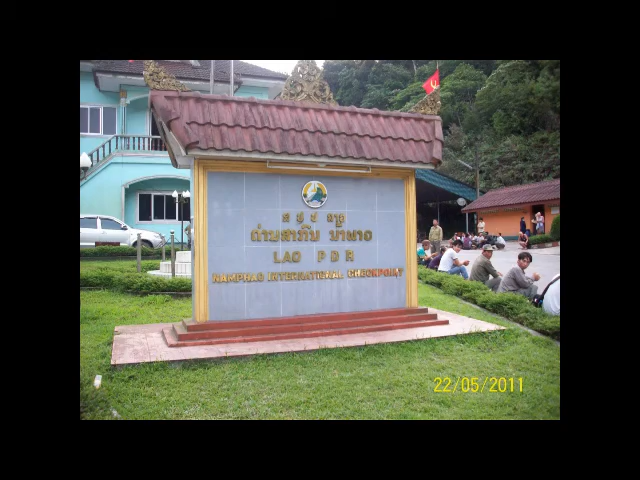 ສ ປ ປ ລາວ
ດ່ານສາກົນ ນ້ຳພາວ
LAO P D R
NAMPHAO INTERNATIONAL CHECKPOINT
22/05/2011